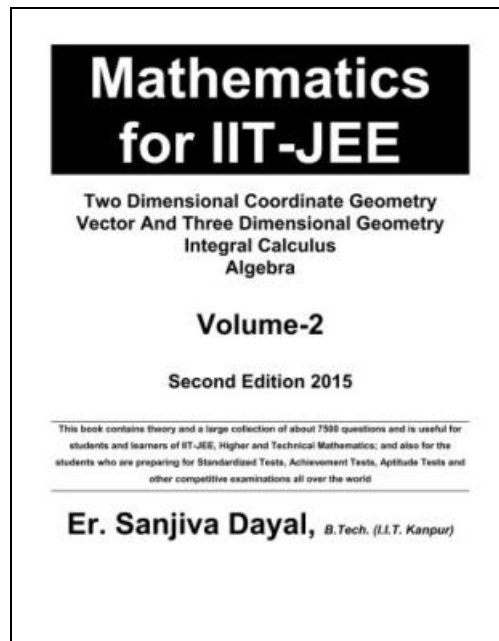 Mathematics
for IIT-JEE
Two Dimensional Coordinate Geometry
Vector And Three Dimensional Geometry
Integral Calculus
Algebra
Volume-2
Second Edition 2015
This book contains theory and a large collection of about 7500 questions and is useful for
students and learners of IIT-JEE, Higher and Technical Mathematics; and also for the
students who are preparing for Standardized Tests, Achievement Tests, Aptitude Tests and
other competitive examinations all over the world
Er. Sanjiva Dayal, B.Tech. (I.I.T. Kanpur)